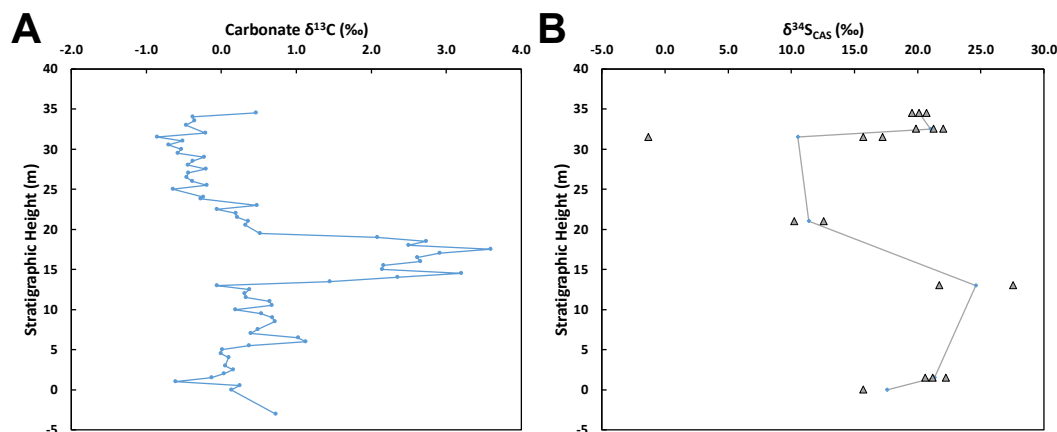 A
Carbonate δ¹³C (‰)
-2.0 -1.0 0.0 1.0 2.0 3.0 4.0
40
35
30
25
20
15
10
5
0
-5
Stratigraphic Height (m)
B
δ³⁴S_CAS (‰)
-5.0 0.0 5.0 10.0 15.0 20.0 25.0 30.0
40
35
30
25
20
15
10
5
0
-5
Stratigraphic Height (m)